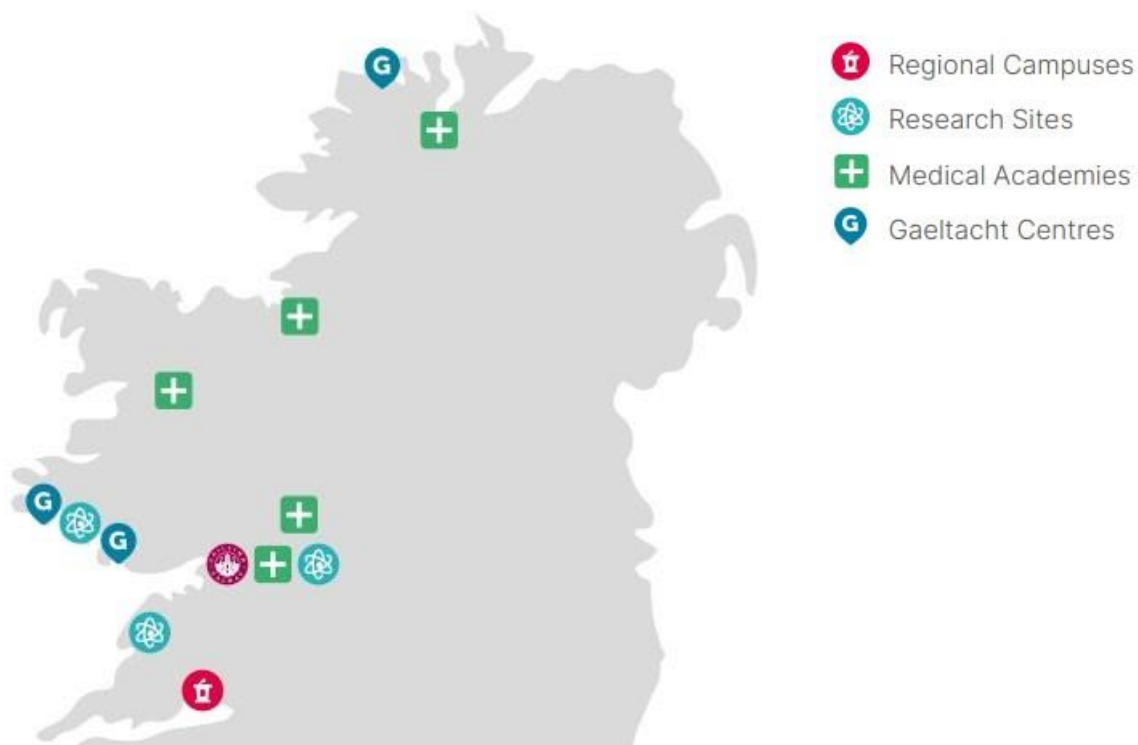 G
Regional Campuses
Research Sites
Medical Academies
G Gaeltacht Centres
G
G